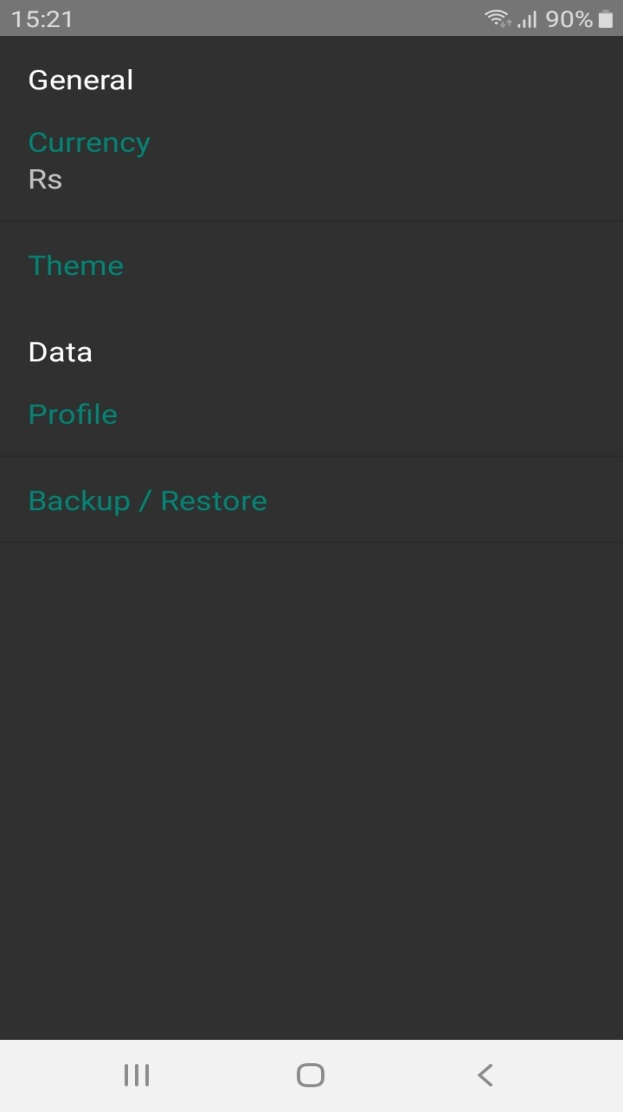 15:21 90%
General
Currency
Rs
Theme
Data
Profile
Backup / Restore